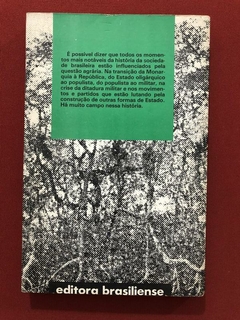 É possível dizer que todos os momen-
tos mais notáveis da história da socieda-
de brasileira estão influenciados pela
questão agrária. Na transição da Monar-
quia à República, do Estado oligárquico
ao populista, do populista ao militar, na
crise da ditadura militar e nos movimen-
tos e partidos que estão lutando pela
construção de outras formas de Estado.
Há muito campo nessa história.
editora brasiliense